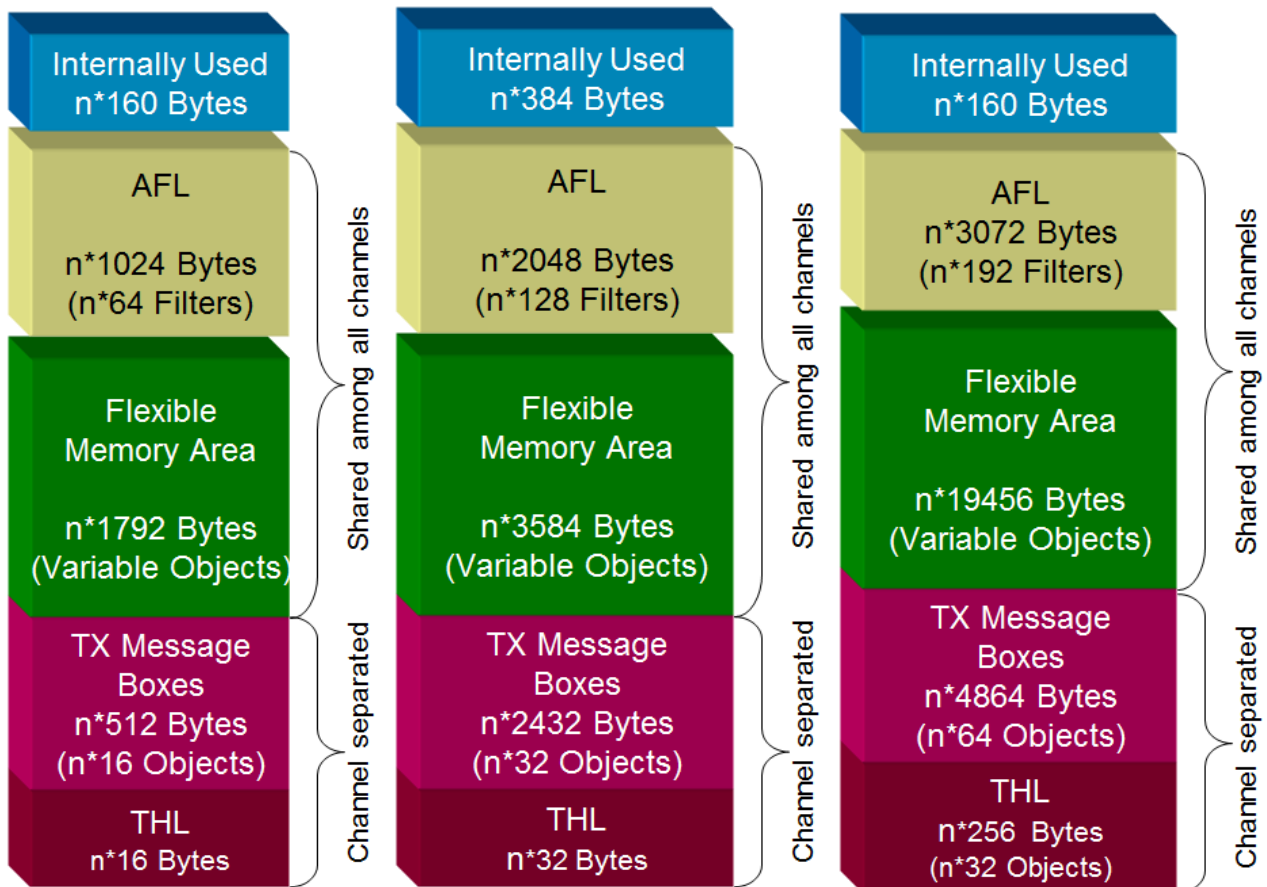 Internally Used
n*160 Bytes
AFL
n*1024 Bytes
(n*64 Filters)
Flexible
Memory Area
n*1792 Bytes
(Variable Objects)
TX Message
Boxes
n*512 Bytes
(n*16 Objects)
THL
n*16 Bytes
Shared among all channels
Channel separated
Internally Used
n*384 Bytes
AFL
n*2048 Bytes
(n*128 Filters)
Flexible
Memory Area
n*3584 Bytes
(Variable Objects)
TX Message
Boxes
n*2432 Bytes
(n*32 Objects)
THL
n*32 Bytes
Shared among all channels
Channel separated
Internally Used
n*160 Bytes
AFL
n*3072 Bytes
(n*192 Filters)
Flexible
Memory Area
n*19456 Bytes
(Variable Objects)
TX Message
Boxes
n*4864 Bytes
(n*64 Objects)
THL
n*256 Bytes
(n*32 Objects)
Shared among all channels
Channel separated